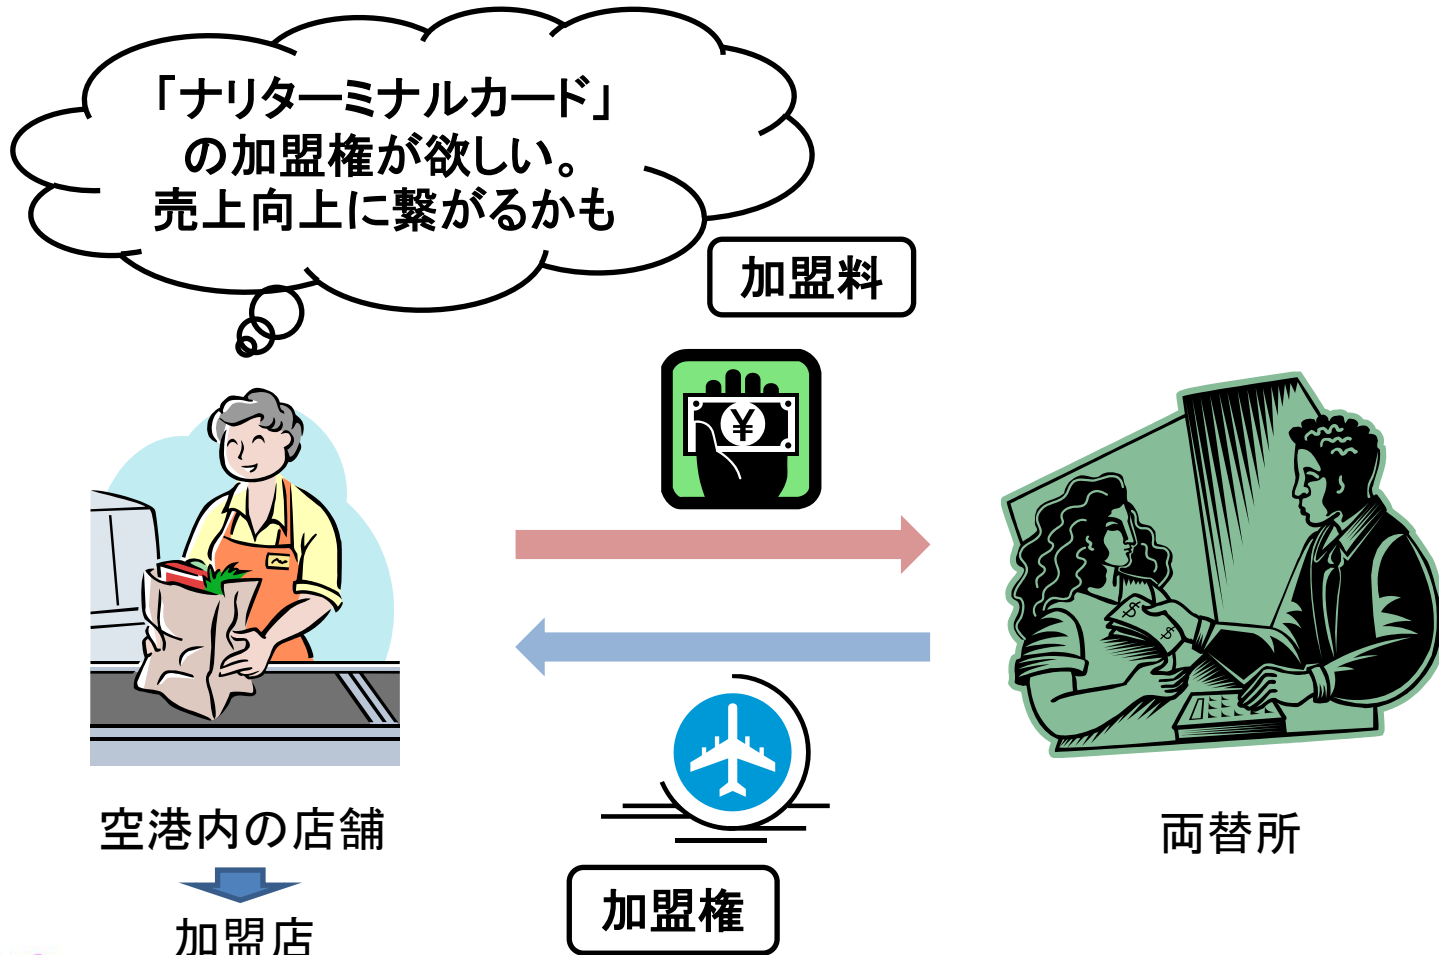 「ナリターミナルカード」
の加盟権が欲しい。
売上向上に繋がるかも
加盟料
¥
$
$
空港内の店舗
両替所
加盟権
加盟店